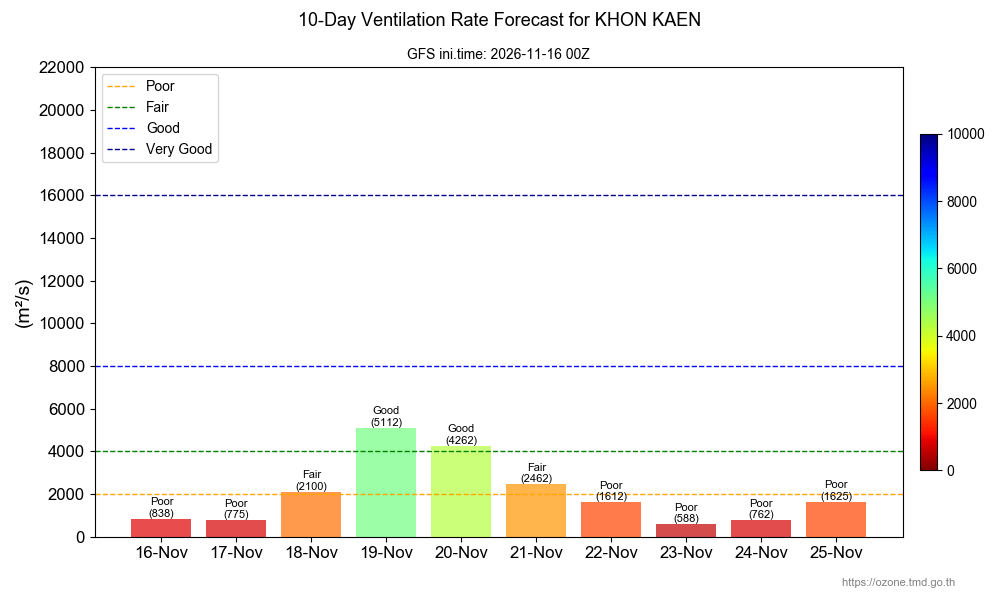 10-Day Ventilation Rate Forecast for KHON KAEN
GFS ini.time: 2026-11-16 00Z
22000
20000
18000
16000
14000
12000
10000
8000
6000
4000
2000
0
(m²/s)
Poor
Fair
Good
Very Good
Poor
(838)
Poor
(775)
Fair
(2100)
Good
(5112)
Good
(4262)
Fair
(2462)
Poor
(1612)
Poor
(588)
Poor
(762)
Poor
(1625)
16-Nov
17-Nov
18-Nov
19-Nov
20-Nov
21-Nov
22-Nov
23-Nov
24-Nov
25-Nov
10000
8000
6000
4000
2000
0
https://ozone.tmd.go.th